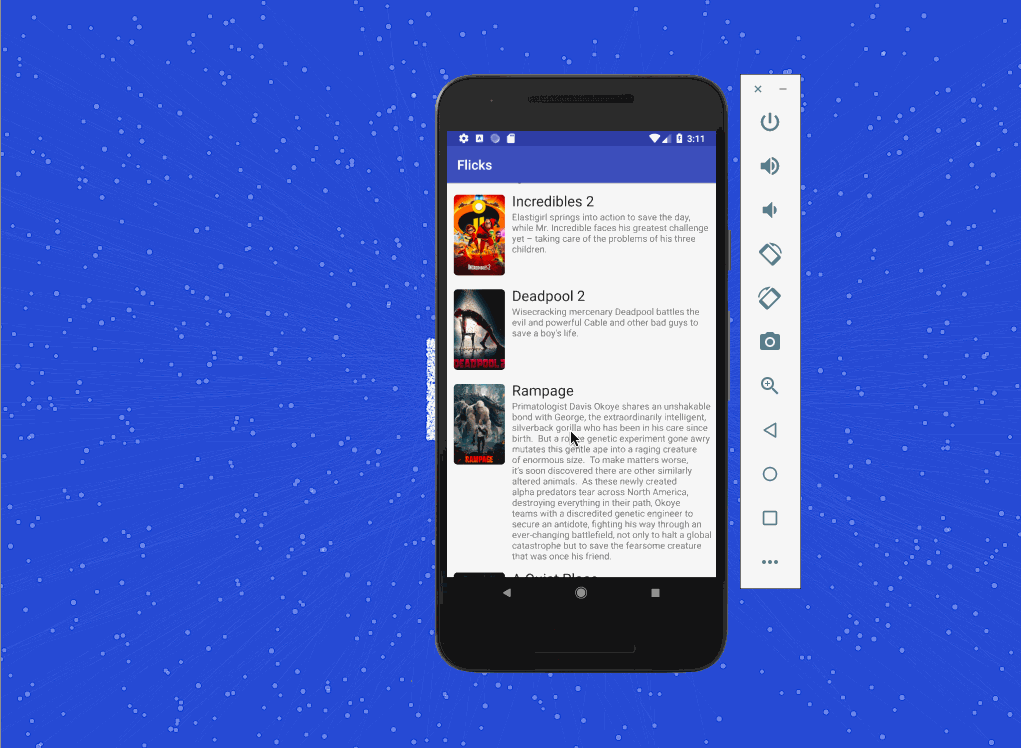 3:11
Flicks
Incredibles 2
Elastigirl springs into action to save the day,
while Mr. Incredible faces his greatest challenge
yet – taking care of the problems of his three
children.
INCREDIBLES 2
Deadpool 2
Wisecracking mercenary Deadpool battles the
evil and powerful Cable and other bad guys to
save a boy's life.
DEADPOOL 2
Rampage
Primatologist Davis Okoye shares an unshakable
bond with George, the extraordinarily intelligent,
silverback gorilla who has been in his care since
birth.  But a rogue genetic experiment gone awry
mutates this gentle ape into a raging creature
of enormous size.  To make matters worse,
it's soon discovered there are other similarly
altered animals.  As these newly created
alpha predators tear across North America,
destroying everything in their path, Okoye
teams with a discredited genetic engineer to
secure an antidote, fighting his way through an
ever-changing battlefield, not only to halt a global
catastrophe but to save the fearsome creature
that was once his friend.
RAMPAGE
A Quiet Place